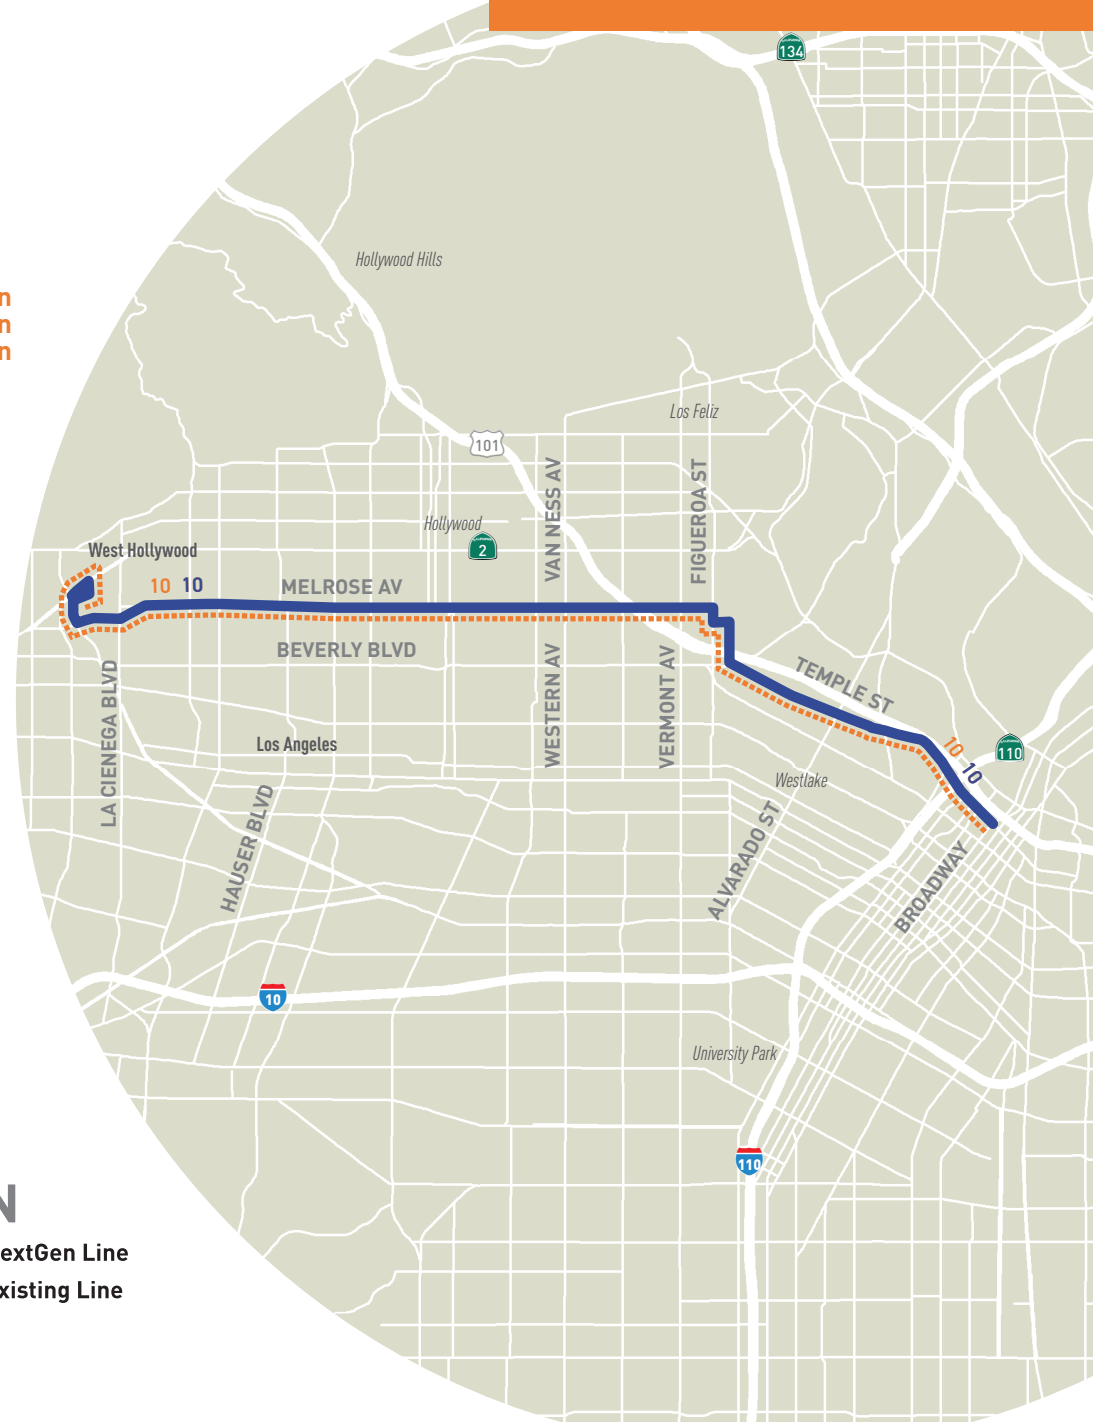 134
n
n
n
Hollywood Hills
Los Feliz
101
VAN NESS AV
FIGUEROA ST
Hollywood
2
West Hollywood
10 10
MELROSE AV
BEVERLY BLVD
LA CIENEGA BLVD
WESTERN AV
VERMONT AV
TEMPLE ST
Los Angeles
10
10
110
Westlake
HAUSER BLVD
ALVARADO ST
BROADWAY
10
University Park
110
N
extGen Line
xisting Line